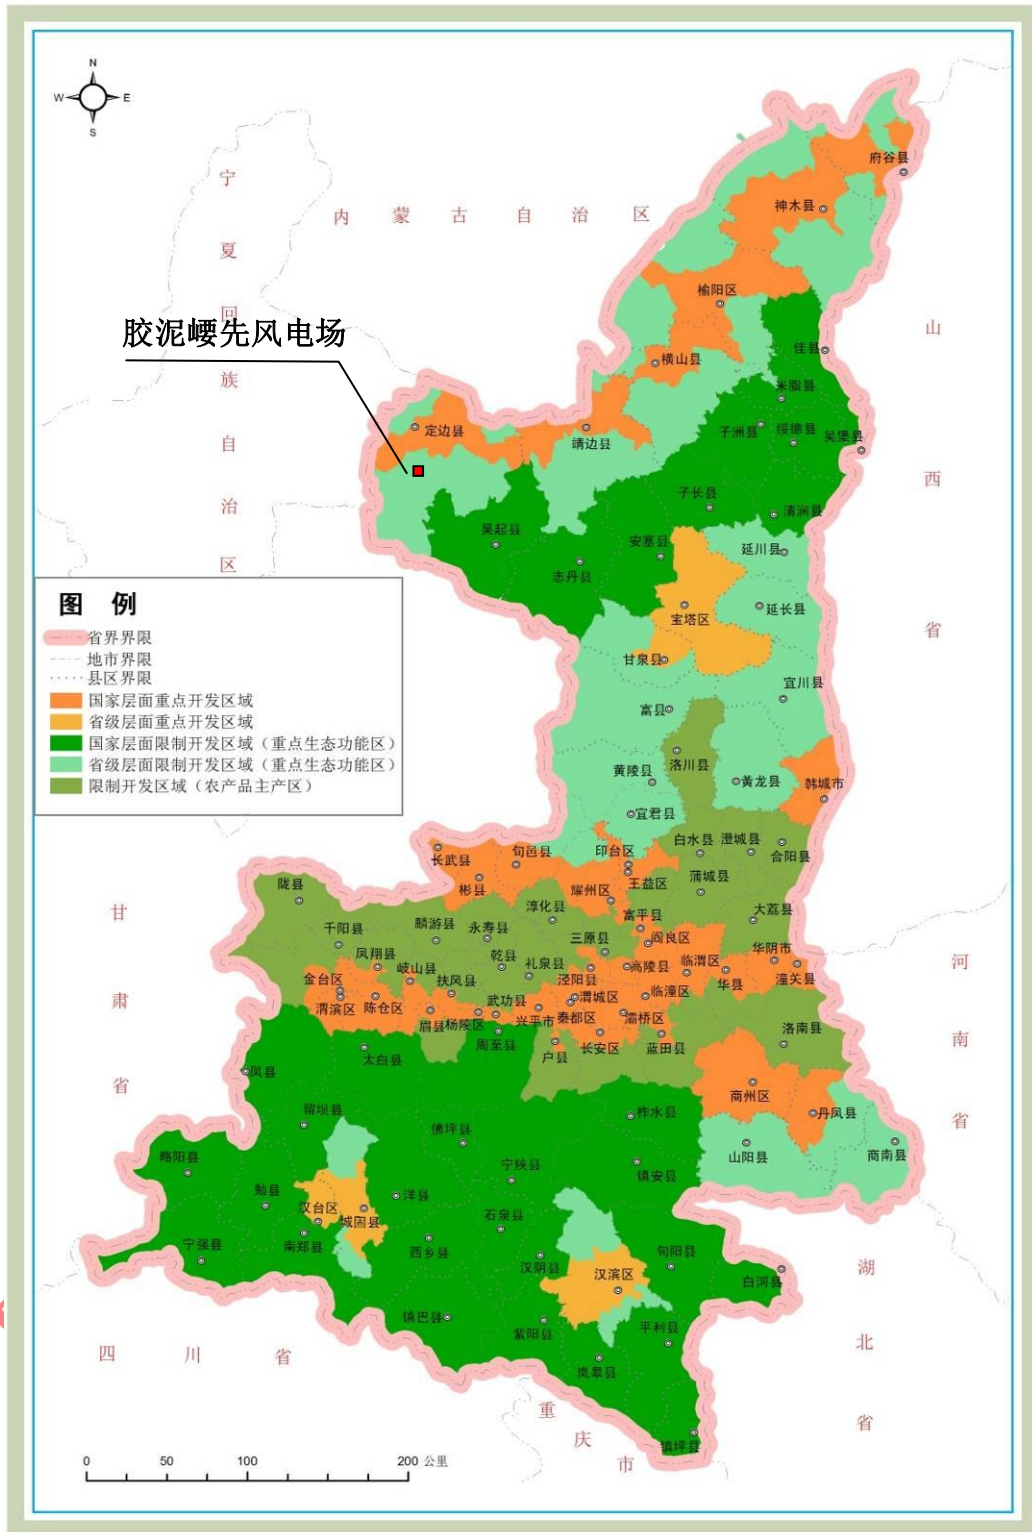 N
W E
S
宁夏回族自治区
内蒙古自治区
山西省
府谷县
神木县
榆阳区
胶泥崾先风电场
横山县
佳县
米脂县
定边县
靖边县
子洲县
绥德县
吴堡县
子长县
清涧县
吴起县
安塞县
延川县
志丹县
宝塔区
延长县
甘泉县
宜川县
富县
洛川县
黄陵县
黄龙县
韩城市
宜君县
图 例
省界界限
地市界限
县区界限
国家层面重点开发区域
省级层面重点开发区域
国家层面限制开发区域（重点生态功能区）
省级层面限制开发区域（重点生态功能区）
限制开发区域（农产品主产区）
长武县
旬邑县
印台区
白水县
澄城县
合阳县
彬县
耀州区
王益区
蒲城县
陇县
淳化县
富平县
大荔县
千阳县
麟游县
永寿县
三原县
阎良区
华阴市
凤翔县
岐山县
乾县
礼泉县
泾阳县
高陵县
临渭区
潼关县
金台区
扶风县
华县
渭滨区
陈仓区
武功县
兴平市
渭城区
临潼区
眉县
杨陵区
秦都区
灞桥区
洛南县
周至县
户县
长安区
蓝田县
太白县
凤县
商州区
甘肃省
河南省
留坝县
佛坪县
柞水县
丹凤县
略阳县
宁陕县
镇安县
山阳县
商南县
勉县
汉台区
洋县
城固县
石泉县
宁强县
南郑县
西乡县
汉阴县
汉滨区
旬阳县
白河县
镇巴县
紫阳县
平利县
岚皋县
镇坪县
四川省
重庆市
湖北省
0 50 100 200 公里